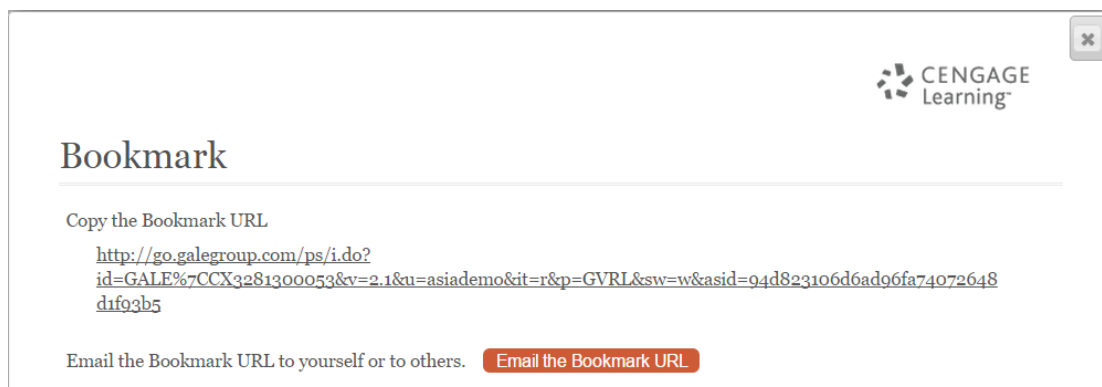 CENGAGE
Learning™
Bookmark
Copy the Bookmark URL
http://go.galegroup.com/ps/i.do?
id=GALE%7CCX3281300053&v=2.1&u=asiademo&it=r&p=GVRL&sw=w&asid=94d823106d6ad96fa74072648
d1f93b5
Email the Bookmark URL to yourself or to others. Email the Bookmark URL